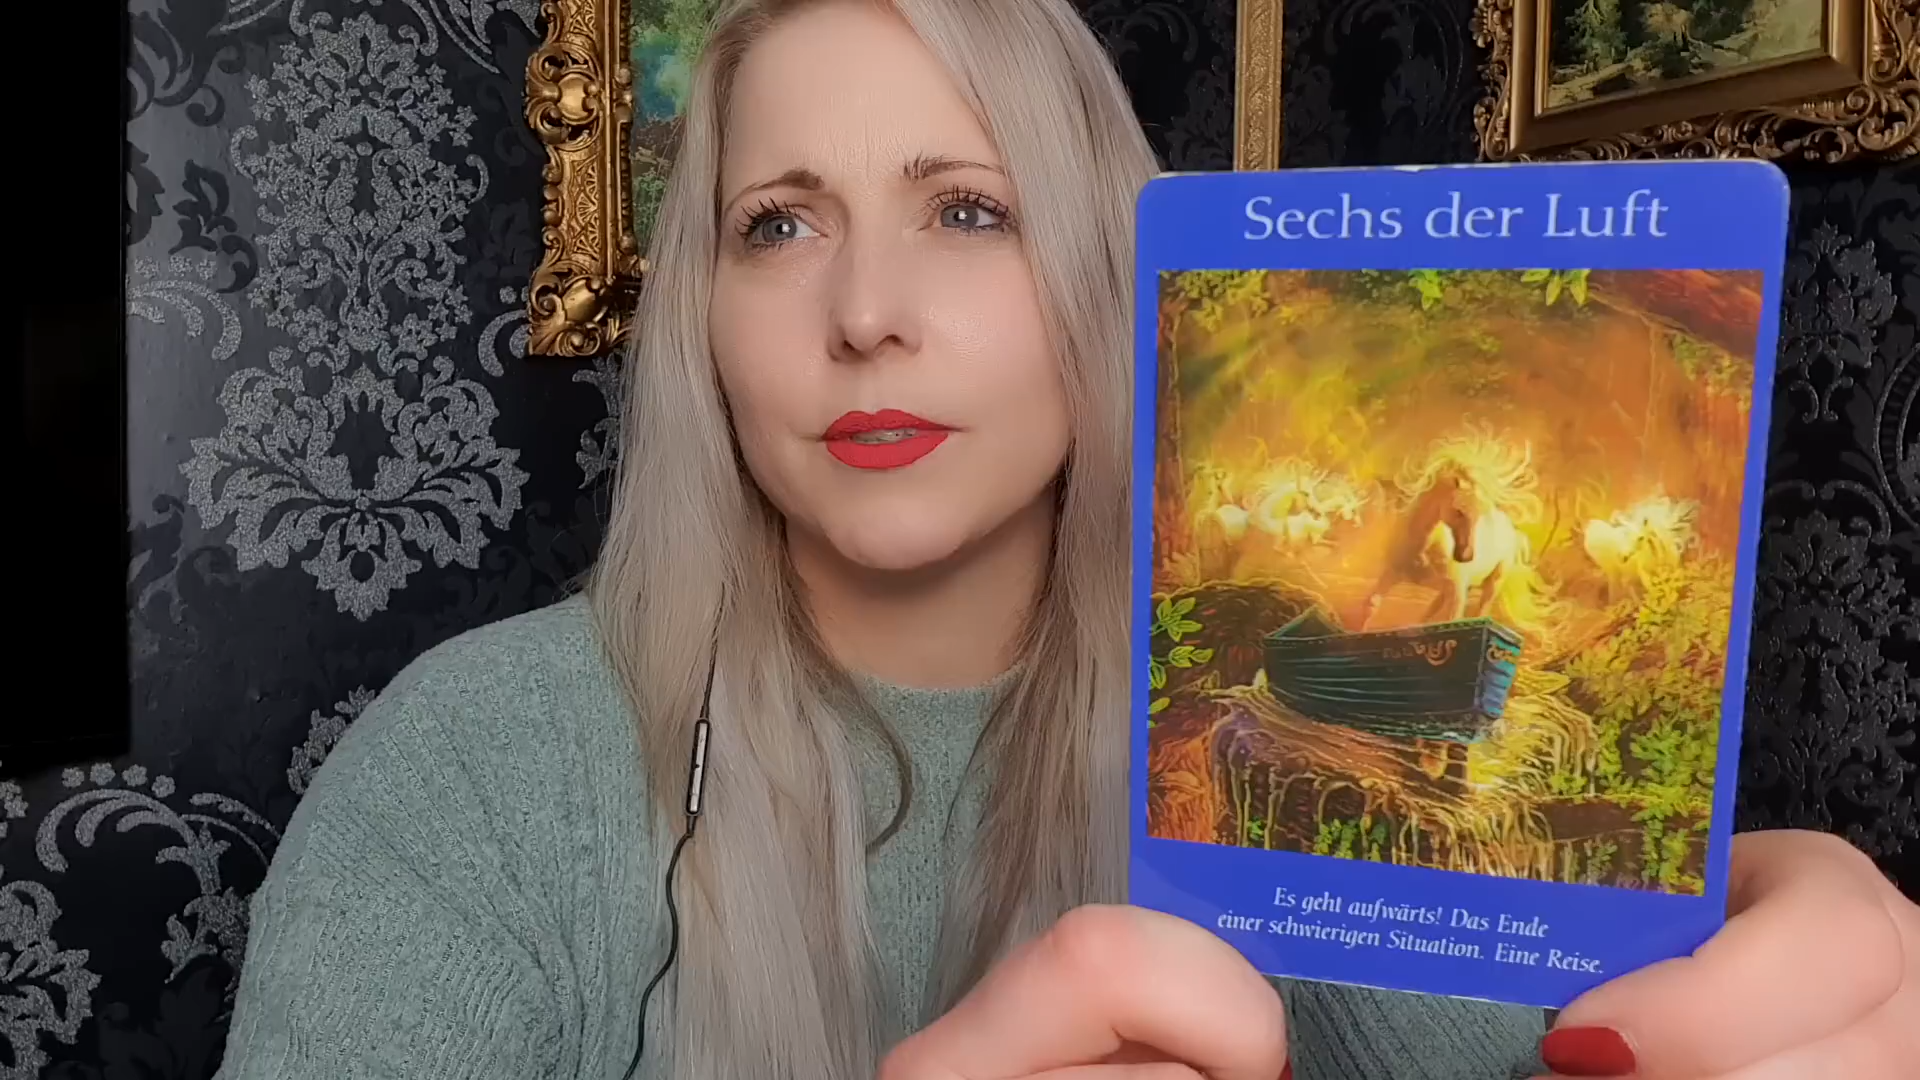 Sechs der Luft
Es geht aufwärts! Das Ende
einer schwierigen Situation. Eine Reise.